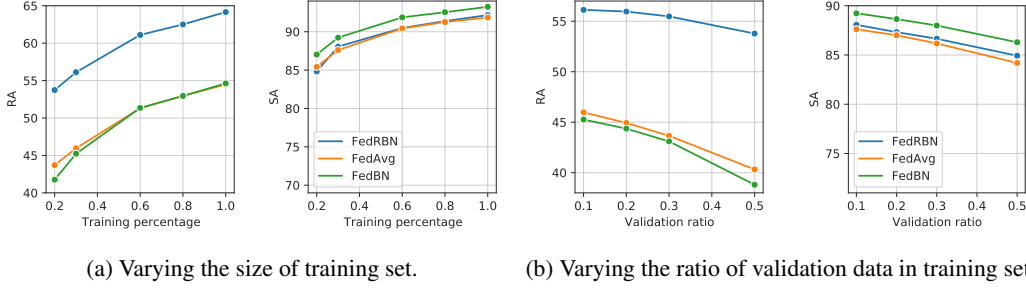 65
60
55
50
45
40
RA
0.2 0.4 0.6 0.8 1.0
Training percentage
90
85
80
75
70
SA
FedRBN
FedAvg
FedBN
0.2 0.4 0.6 0.8 1.0
Training percentage
55
50
45
40
RA
0.1 0.2 0.3 0.4 0.5
Validation ratio
90
85
80
75
SA
FedRBN
FedAvg
FedBN
0.1 0.2 0.3 0.4 0.5
Validation ratio
(a) Varying the size of training set.
(b) Varying the ratio of validation data in training set